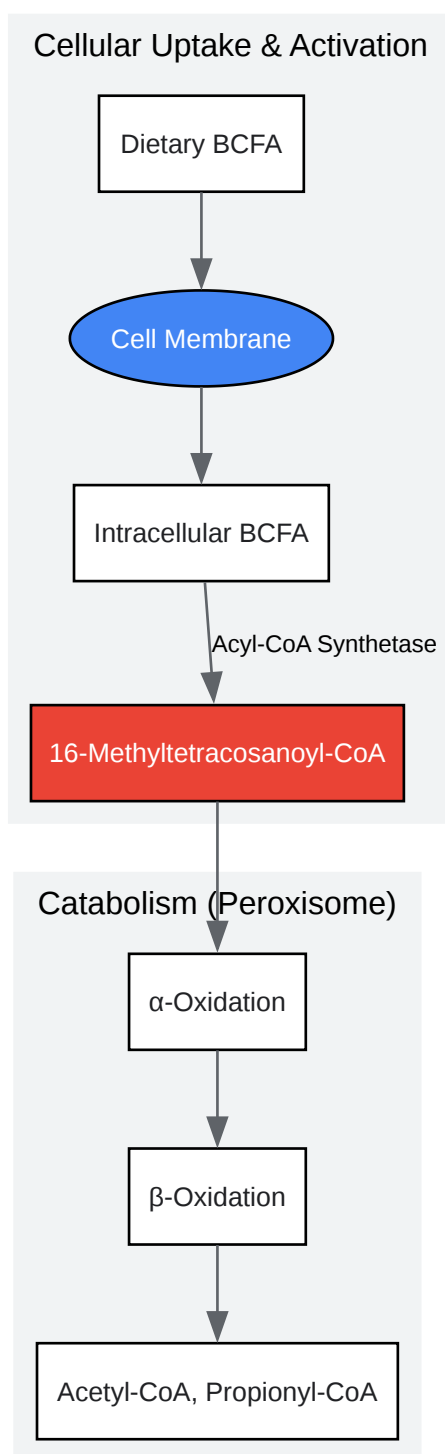 Cellular Uptake & Activation
Dietary BCFA
Cell Membrane
Intracellular BCFA
Acyl-CoA Synthetase
16-Methyltetracosanoyl-CoA
Catabolism (Peroxisome)
α-Oxidation
β-Oxidation
Acetyl-CoA, Propionyl-CoA